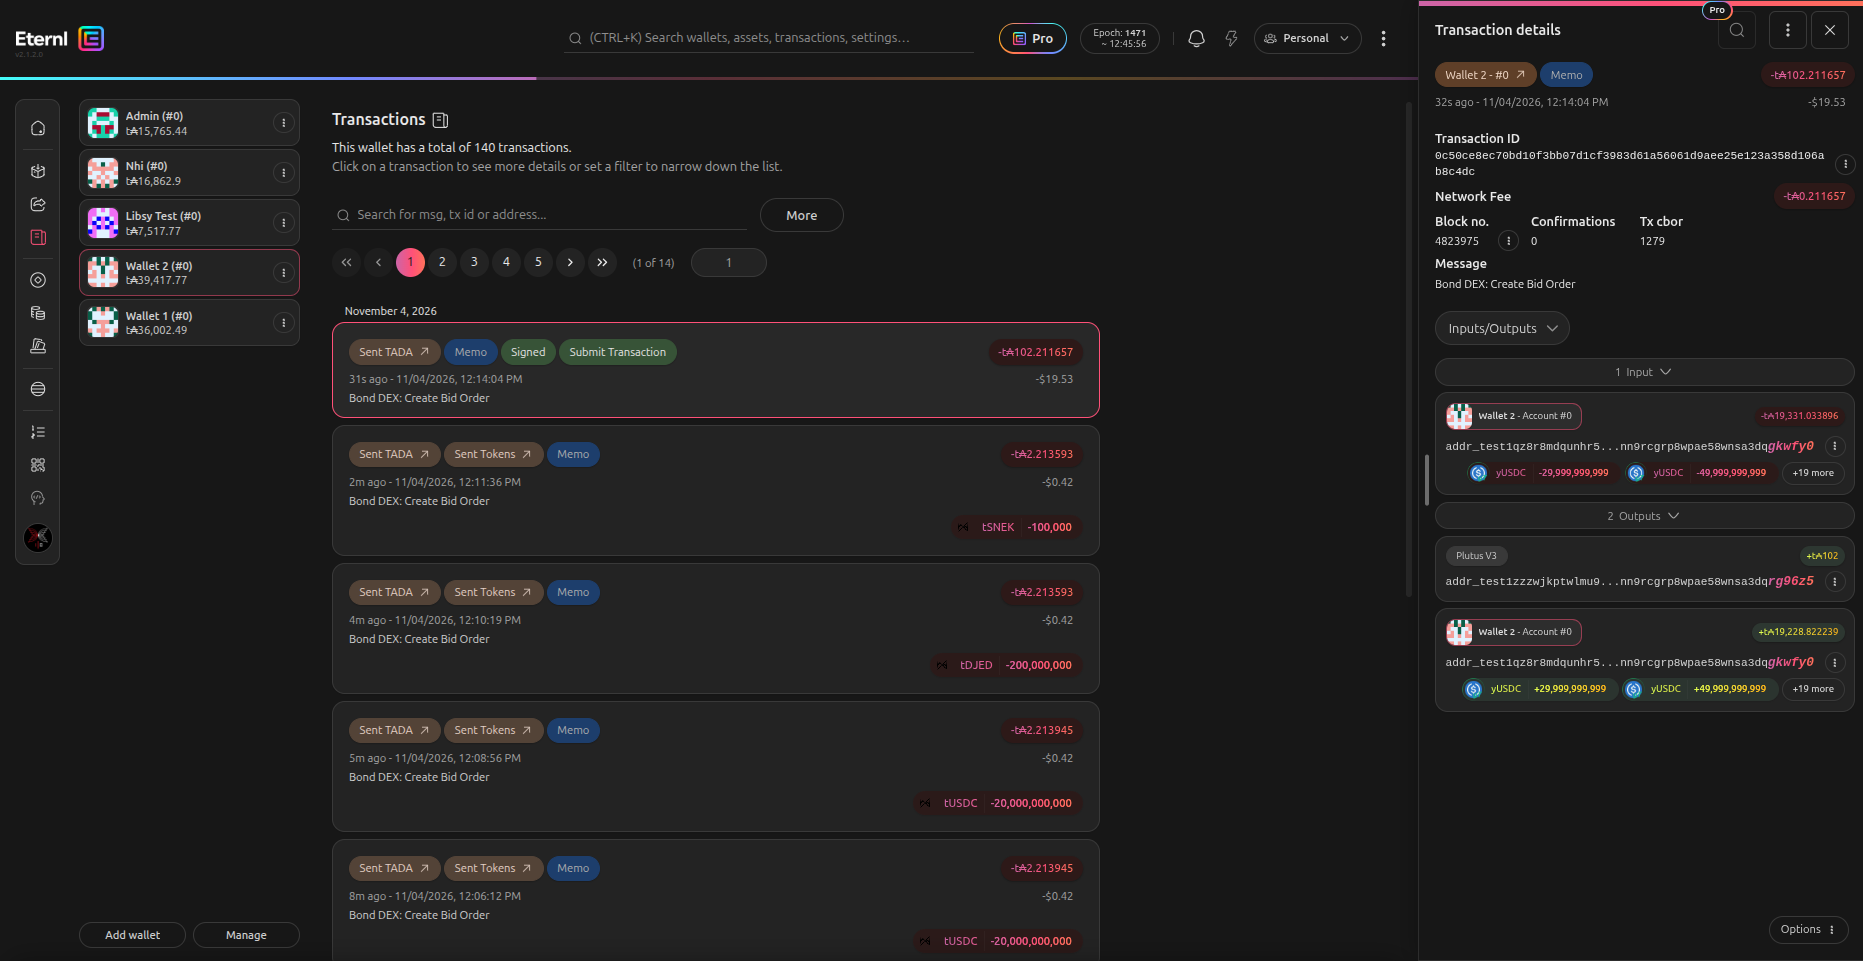 Eternl
v2.1.2.0
(CTRL+K) Search wallets, assets, transactions, settings...
Pro
Epoch: 1471
~ 12:45:56
Personal
Admin (#0)
t₳15,765.44
Nhi (#0)
t₳16,862.9
Libsy Test (#0)
t₳7,517.77
Wallet 2 (#0)
t₳39,417.77
Wallet 1 (#0)
t₳36,002.49
Add wallet
Manage
Transactions
This wallet has a total of 140 transactions.
Click on a transaction to see more details or set a filter to narrow down the list.
Search for msg, tx id or address...
More
1 2 3 4 5 (1 of 14) 1
November 4, 2026
Sent TADA Memo Signed Submit Transaction -t₳102.211657
31s ago - 11/04/2026, 12:14:04 PM -$19.53
Bond DEX: Create Bid Order
Sent TADA Sent Tokens Memo -t₳2.213593
2m ago - 11/04/2026, 12:11:36 PM -$0.42
Bond DEX: Create Bid Order
tSNEK -100,000
Sent TADA Sent Tokens Memo -t₳2.213593
4m ago - 11/04/2026, 12:10:19 PM -$0.42
Bond DEX: Create Bid Order
tDJED -200,000,000
Sent TADA Sent Tokens Memo -t₳2.213945
5m ago - 11/04/2026, 12:08:56 PM -$0.42
Bond DEX: Create Bid Order
tUSDC -20,000,000,000
Sent TADA Sent Tokens Memo -t₳2.213945
8m ago - 11/04/2026, 12:06:12 PM -$0.42
Bond DEX: Create Bid Order
tUSDC -20,000,000,000
Pro
Transaction details
Wallet 2 - #0 Memo -t₳102.211657
32s ago - 11/04/2026, 12:14:04 PM -$19.53
Transaction ID
0c50ce8ec70bd10f3bb07d1cf3983d61a56061d9aee25e123a358d106a
b8c4dc
Network Fee -t₳0.211657
Block no. Confirmations Tx cbor
4823975 0 1279
Message
Bond DEX: Create Bid Order
Inputs/Outputs
1 Input
Wallet 2 - Account #0 -t₳19,331.033896
addr_test1qz8r8mdqunhr5...nn9rcgrp8wpae58wnsa3dqgkwfy0
yUSDC -29,999,999,999 yUSDC -49,999,999,999 +19 more
2 Outputs
Plutus V3 +t₳102
addr_test1zzzwjkptwlmu9...nn9rcgrp8wpae58wnsa3dqrg96z5
Wallet 2 - Account #0 +t₳19,228.822239
addr_test1qz8r8mdqunhr5...nn9rcgrp8wpae58wnsa3dqgkwfy0
yUSDC +29,999,999,999 yUSDC +49,999,999,999 +19 more
Options